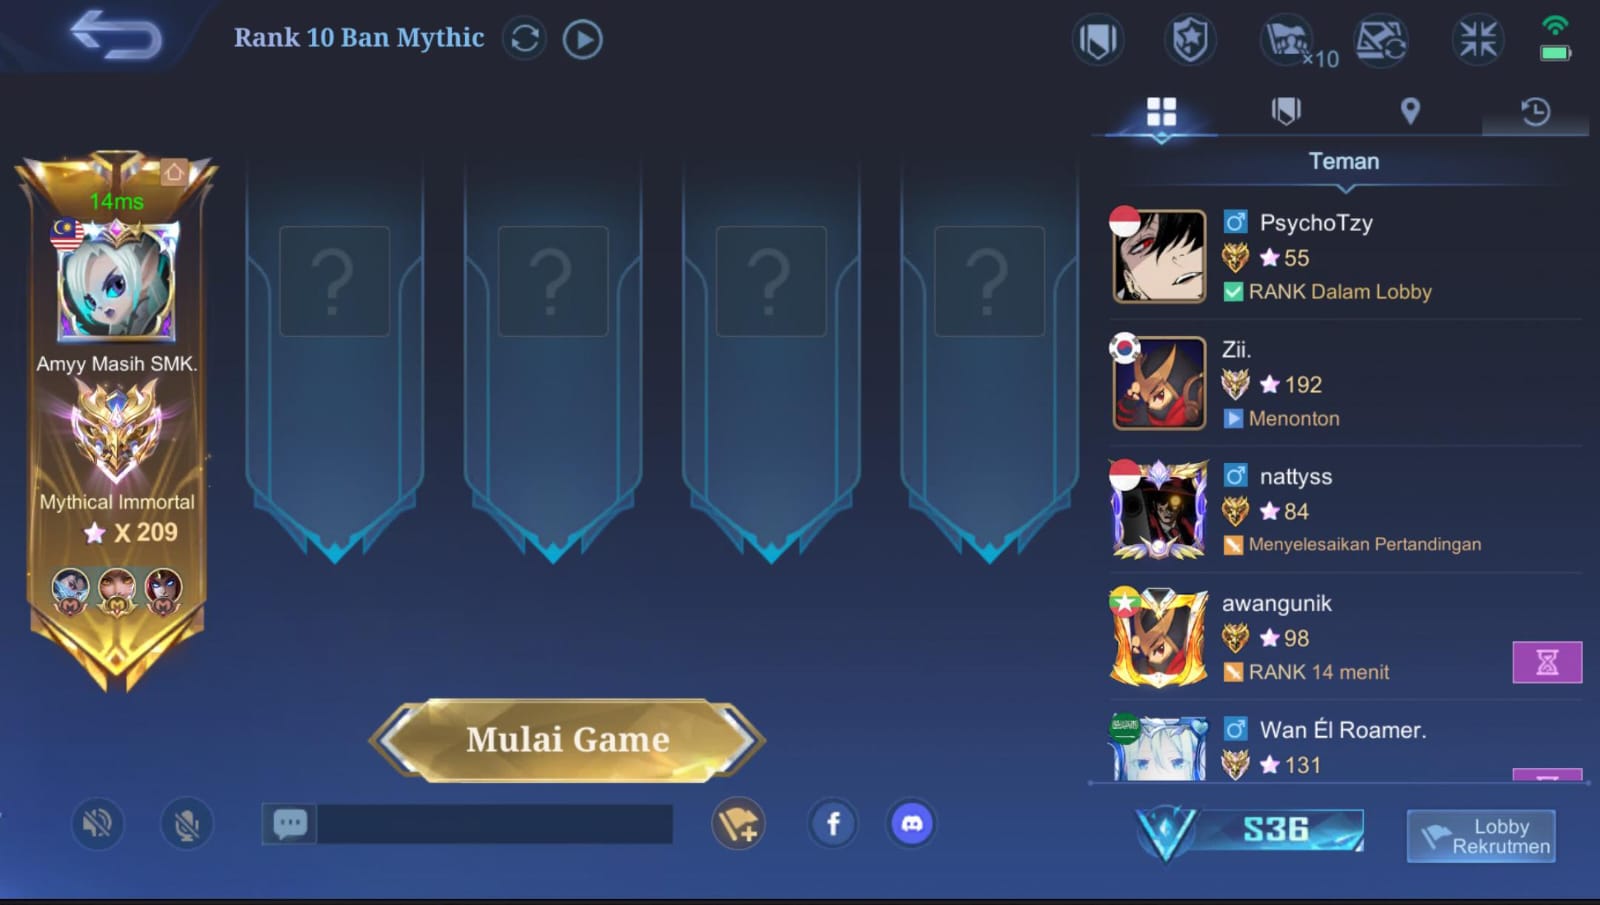 Rank 10 Ban Mythic
×10
14ms
Amyy Masih SMK.
Mythical Immortal
X 209
Mulai Game
Teman
PsychoTzy
55
RANK Dalam Lobby
Zii.
192
Menonton
nattyss
84
Menyelesaikan Pertandingan
awangunik
98
RANK 14 menit
Wan Él Roamer.
131
S36
Lobby
Rekrutmen